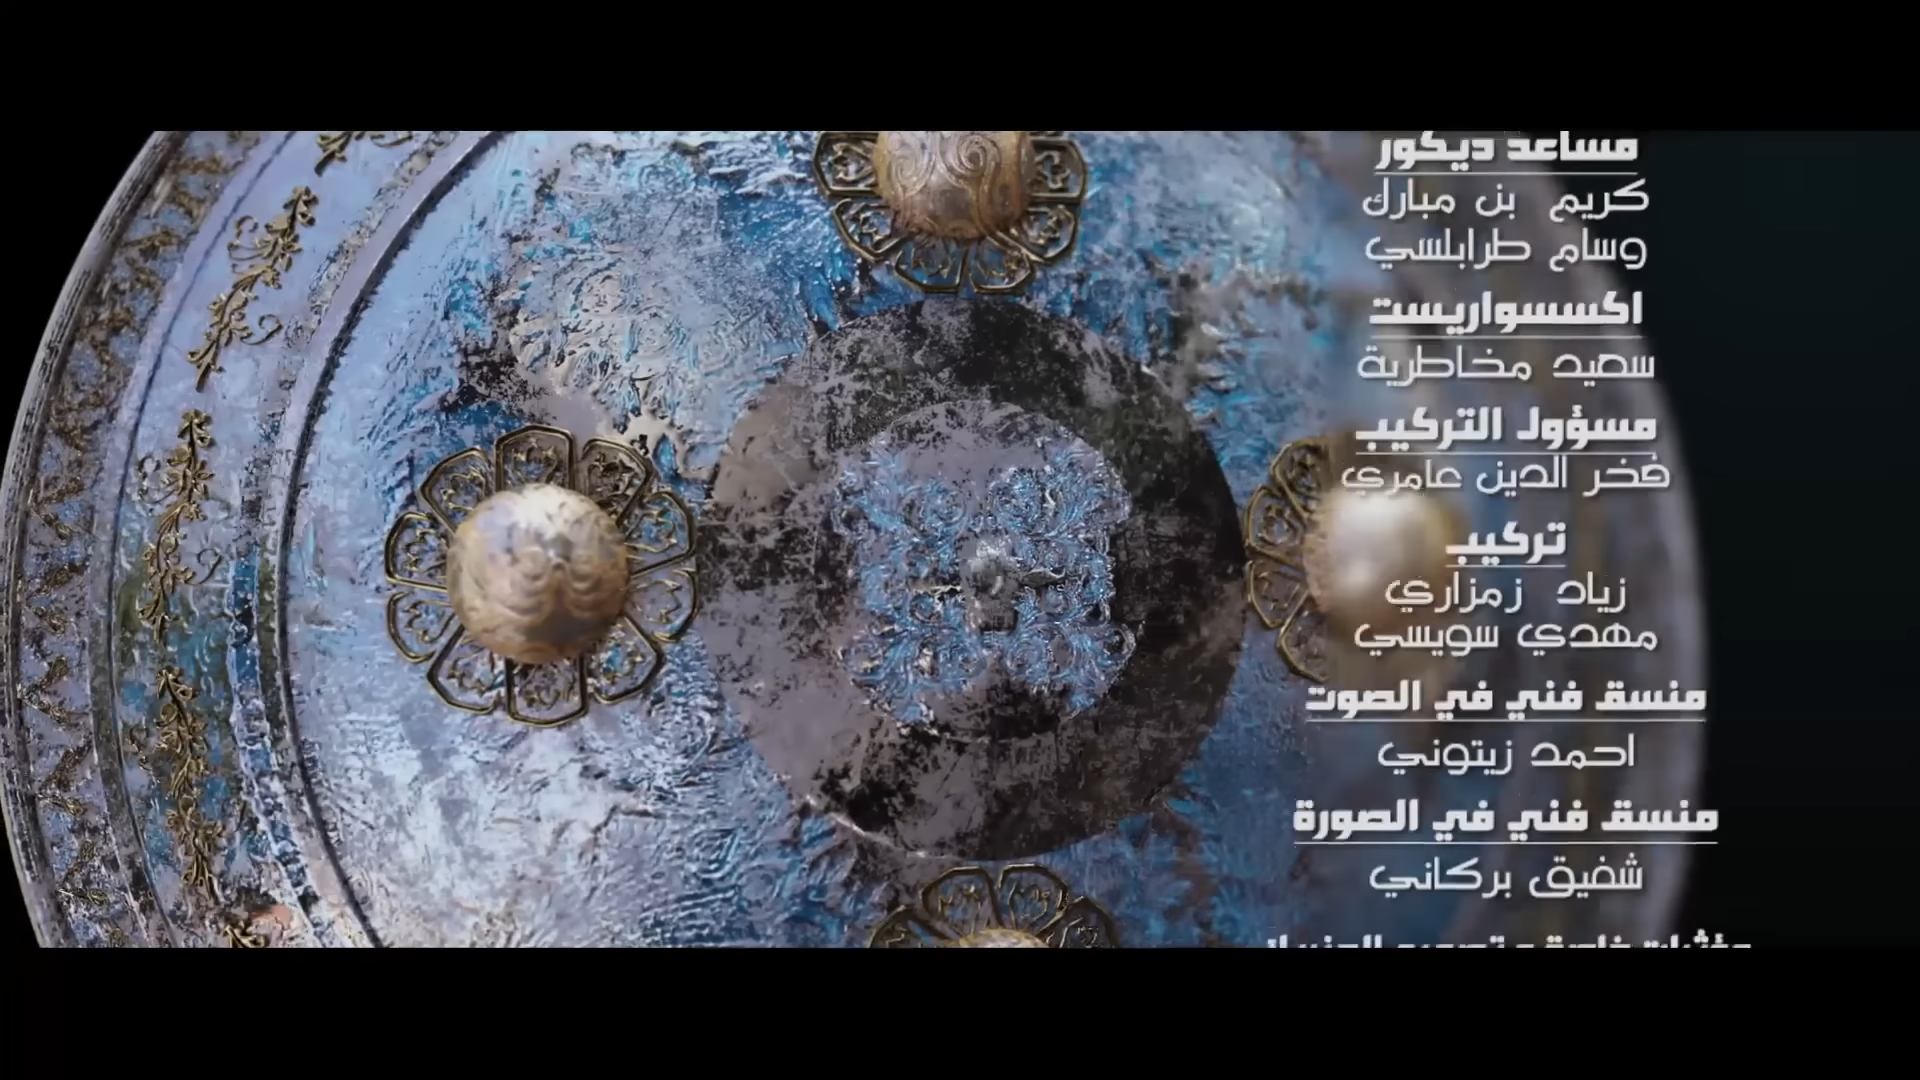 مساعد ديكور
كريم بن مبارك
وسام طرابلسي
اكسسواريست
سعيد مخاطرية
مسؤول التركيب
فخر الدين عامري
تركيب
زياد زمزاري
مهدي سويسي
منسق فني في الصوت
احمد زيتوني
منسق فني في الصورة
شفيق بركاني